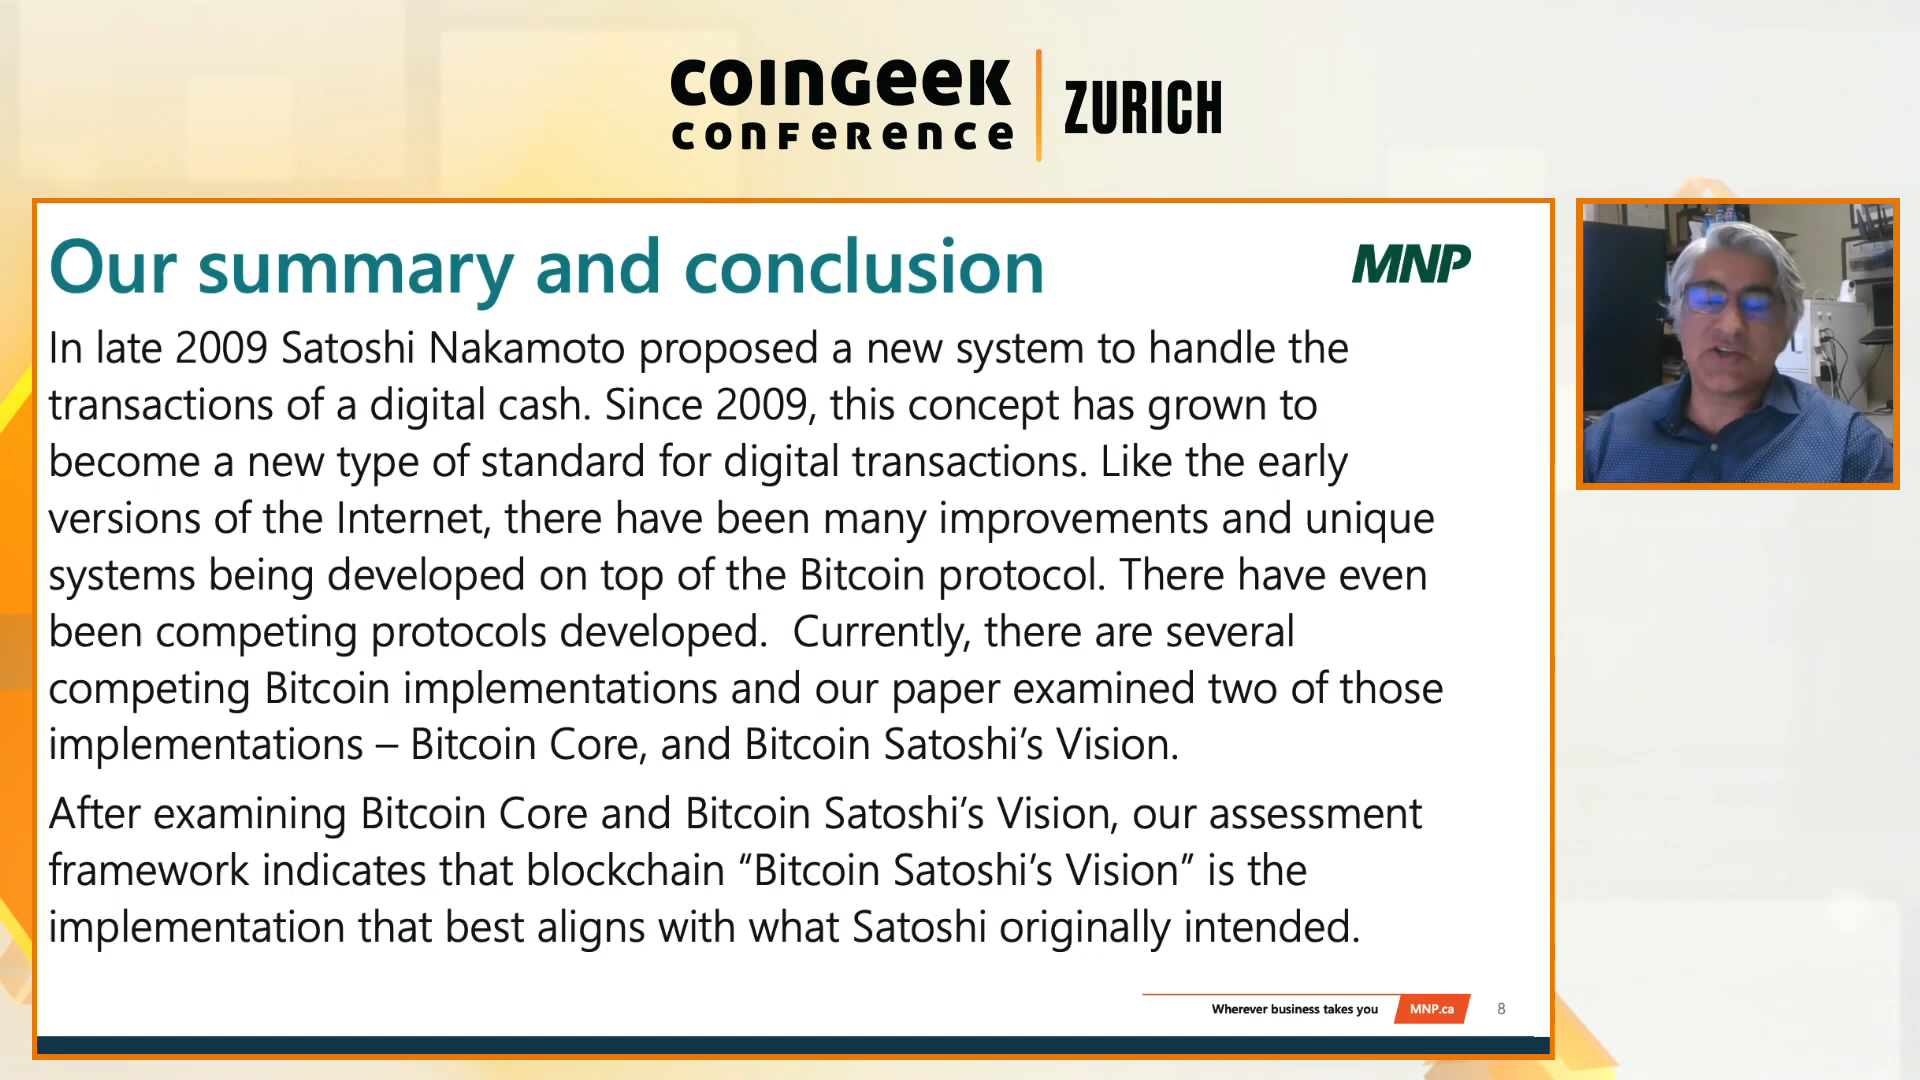 COINGEEK
CONFERENCE
ZURICH
Our summary and conclusion
MNP
In late 2009 Satoshi Nakamoto proposed a new system to handle the
transactions of a digital cash. Since 2009, this concept has grown to
become a new type of standard for digital transactions. Like the early
versions of the Internet, there have been many improvements and unique
systems being developed on top of the Bitcoin protocol. There have even
been competing protocols developed.  Currently, there are several
competing Bitcoin implementations and our paper examined two of those
implementations – Bitcoin Core, and Bitcoin Satoshi’s Vision.
After examining Bitcoin Core and Bitcoin Satoshi’s Vision, our assessment
framework indicates that blockchain “Bitcoin Satoshi’s Vision” is the
implementation that best aligns with what Satoshi originally intended.
Wherever business takes you
MNP.ca
8